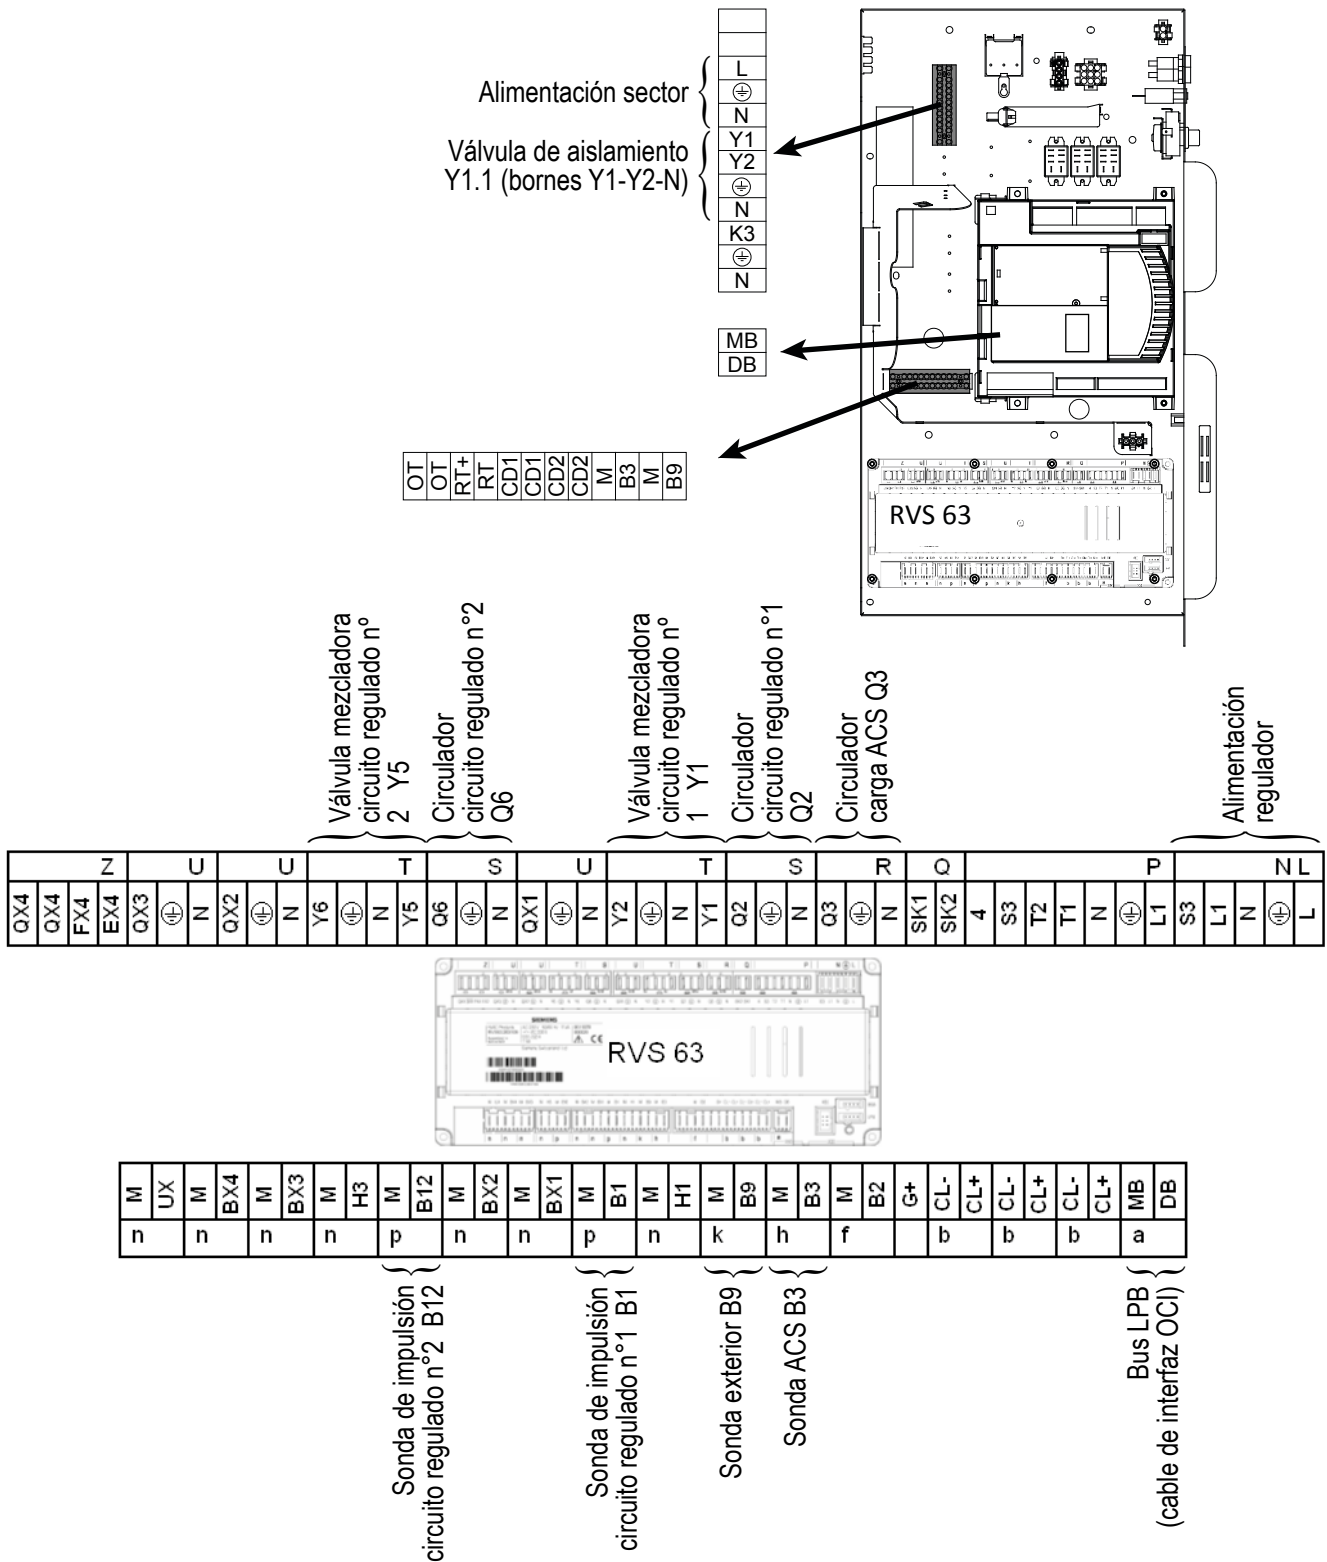 L
Alimentación sector
N
Y1
Válvula de aislamiento
Y2
Y1.1 (bornes Y1-Y2-N)
N
K3
N
MB
DB
OT OT RT+ RT CD1 CD1 CD2 CD2 M B3 M B9
RVS 63
Válvula mezcladora
circuito regulado nº
2 Y5
Circulador
circuito regulado n°2
Q6
Válvula mezcladora
circuito regulado nº
1 Y1
Circulador
circuito regulado n°1
Q2
Circulador
carga ACS Q3
Alimentación
regulador
Z U U T S U T S R Q P N L
QX4 QX4 FX4 EX4 QX3 N QX2 N Y6 N Y5 Q6 N QX1 N Y2 N Y1 Q2 N Q3 N SK1 SK2 4 S3 T2 T1 N L1 S3 L1 N L
SIEMENS
RVS 63
M UX M BX4 M BX3 M H3 M B12 M BX2 M BX1 M B1 M H1 M B9 M B3 M B2 G+ CL- CL+ CL- CL+ CL- CL+ MB DB
n n n n p n n p n k h f b b b a
Sonda de impulsión
circuito regulado n°2 B12
Sonda de impulsión
circuito regulado n°1 B1
Sonda exterior B9
Sonda ACS B3
Bus LPB
(cable de interfaz OCI)